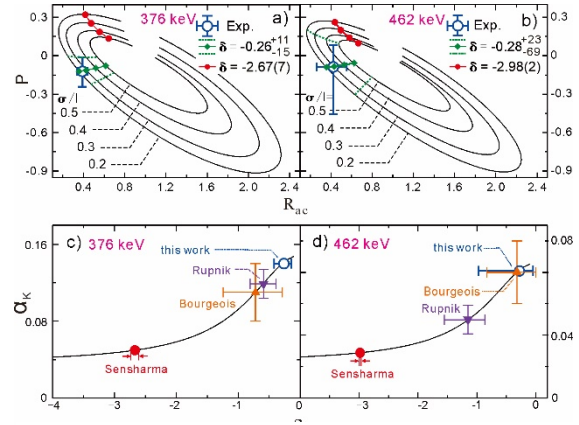 376 keV a)
Exp.
δ = -0.26 +11 -15
δ = -2.67(7)
σ/I
0.5
0.4
0.3
0.2
462 keV b)
Exp.
δ = -0.28 +23 -69
δ = -2.98(2)
σ/I=
0.5
0.4
0.3
0.2
P
0.3
0
-0.3
-0.6
-0.9
0.3
0
-0.3
-0.6
-0.9
0.4 0.8 1.2 1.6 2.0 2.4
0.4 0.8 1.2 1.6 2.0 2.4
R_ac
c) 376 keV
this work
Rupnik
Bourgeois
Sensharma
d) 462 keV
this work
Bourgeois
Rupnik
Sensharma
α_K
0.16
0.12
0.08
0.08
0.04
0.00
-4 -3 -2 -1 0
-4 -3 -2 -1 0